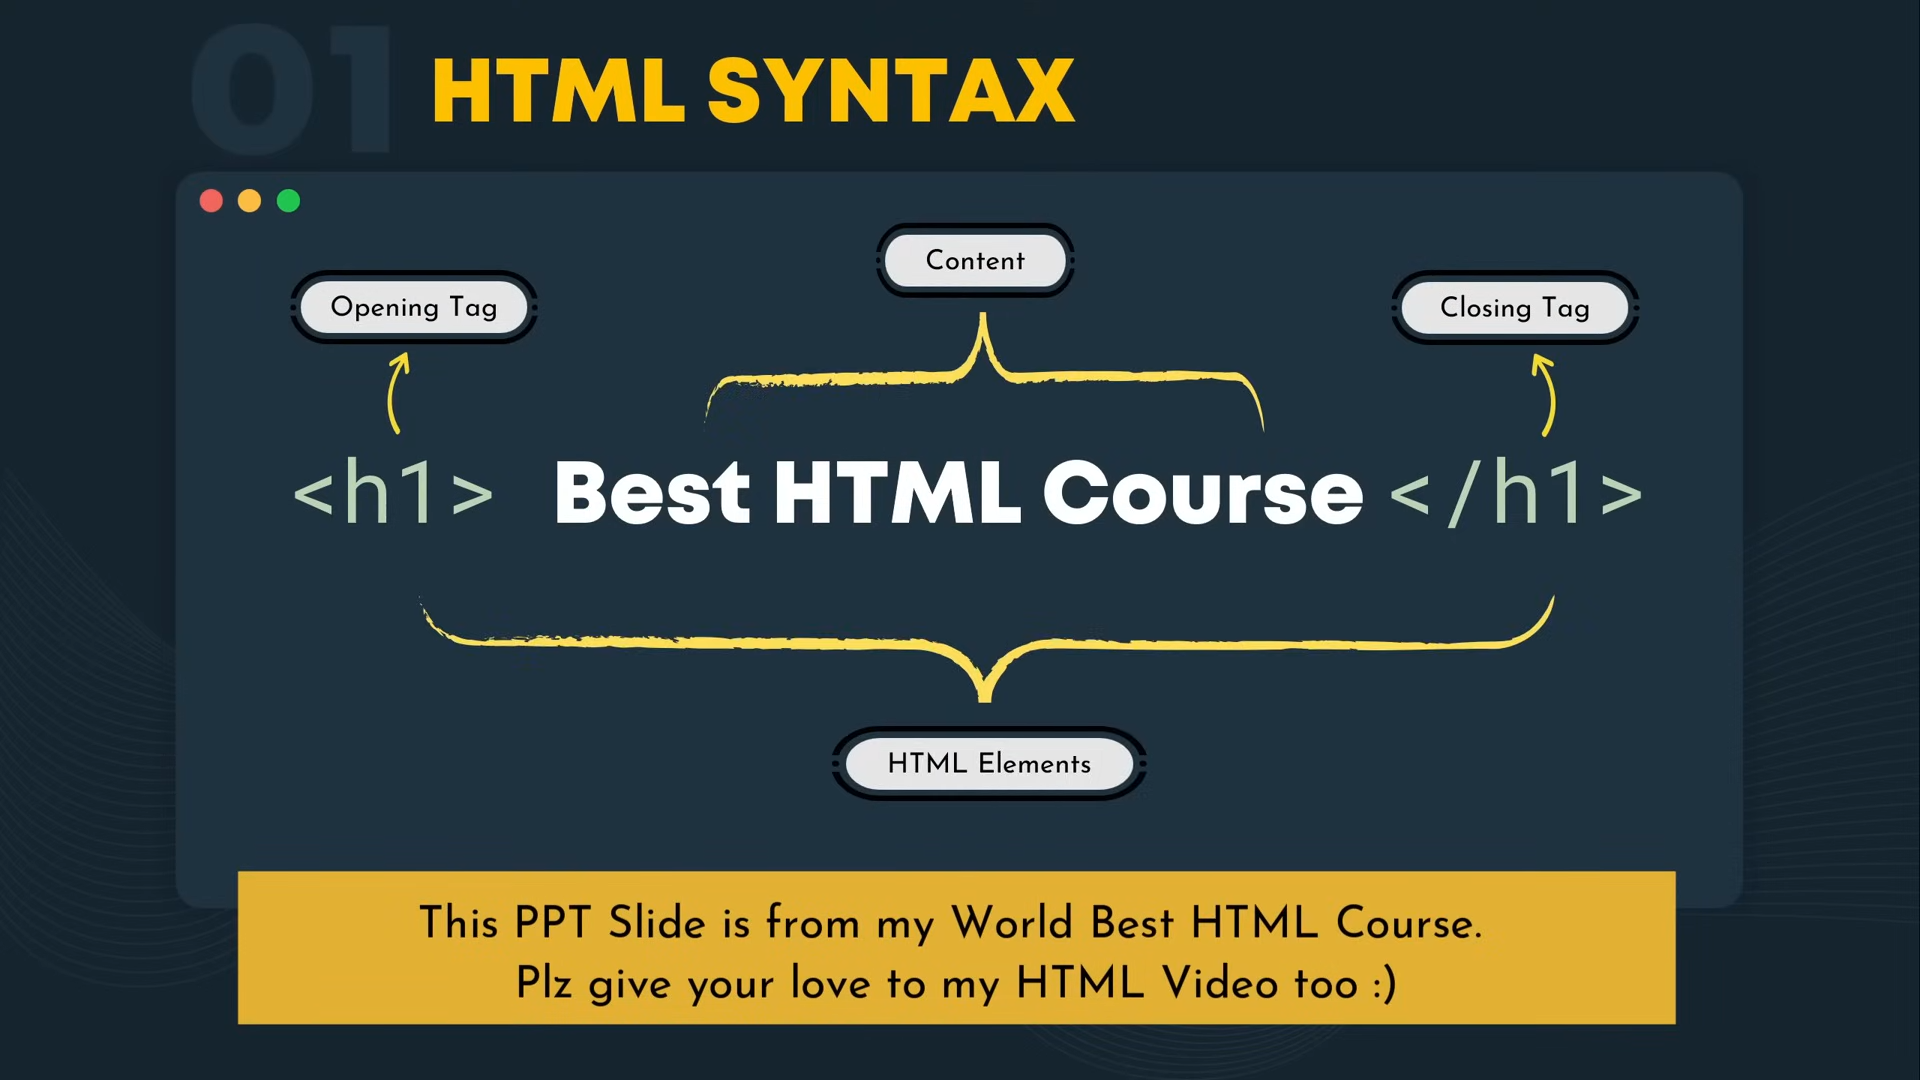 01 HTML SYNTAX
Content
Opening Tag
Closing Tag
<h1> Best HTML Course </h1>
HTML Elements
This PPT Slide is from my World Best HTML Course.
Plz give your love to my HTML Video too :)